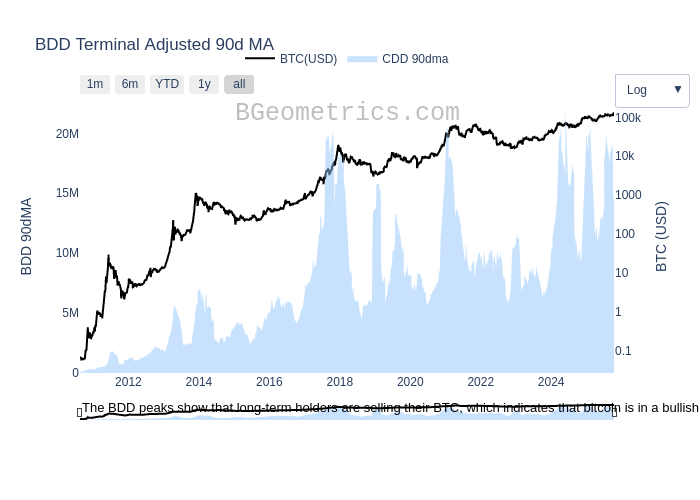 BDD Terminal Adjusted 90d MA
BTC(USD) CDD 90dma
1m 6m YTD 1y all
Log ▼
BGeometrics.com
20M
15M
10M
5M
0
BDD 90dMA
100k
10k
1000
100
10
1
0.1
BTC (USD)
2012 2014 2016 2018 2020 2022 2024
The BDD peaks show that long-term holders are selling their BTC, which indicates that bitcoin is in a bullish